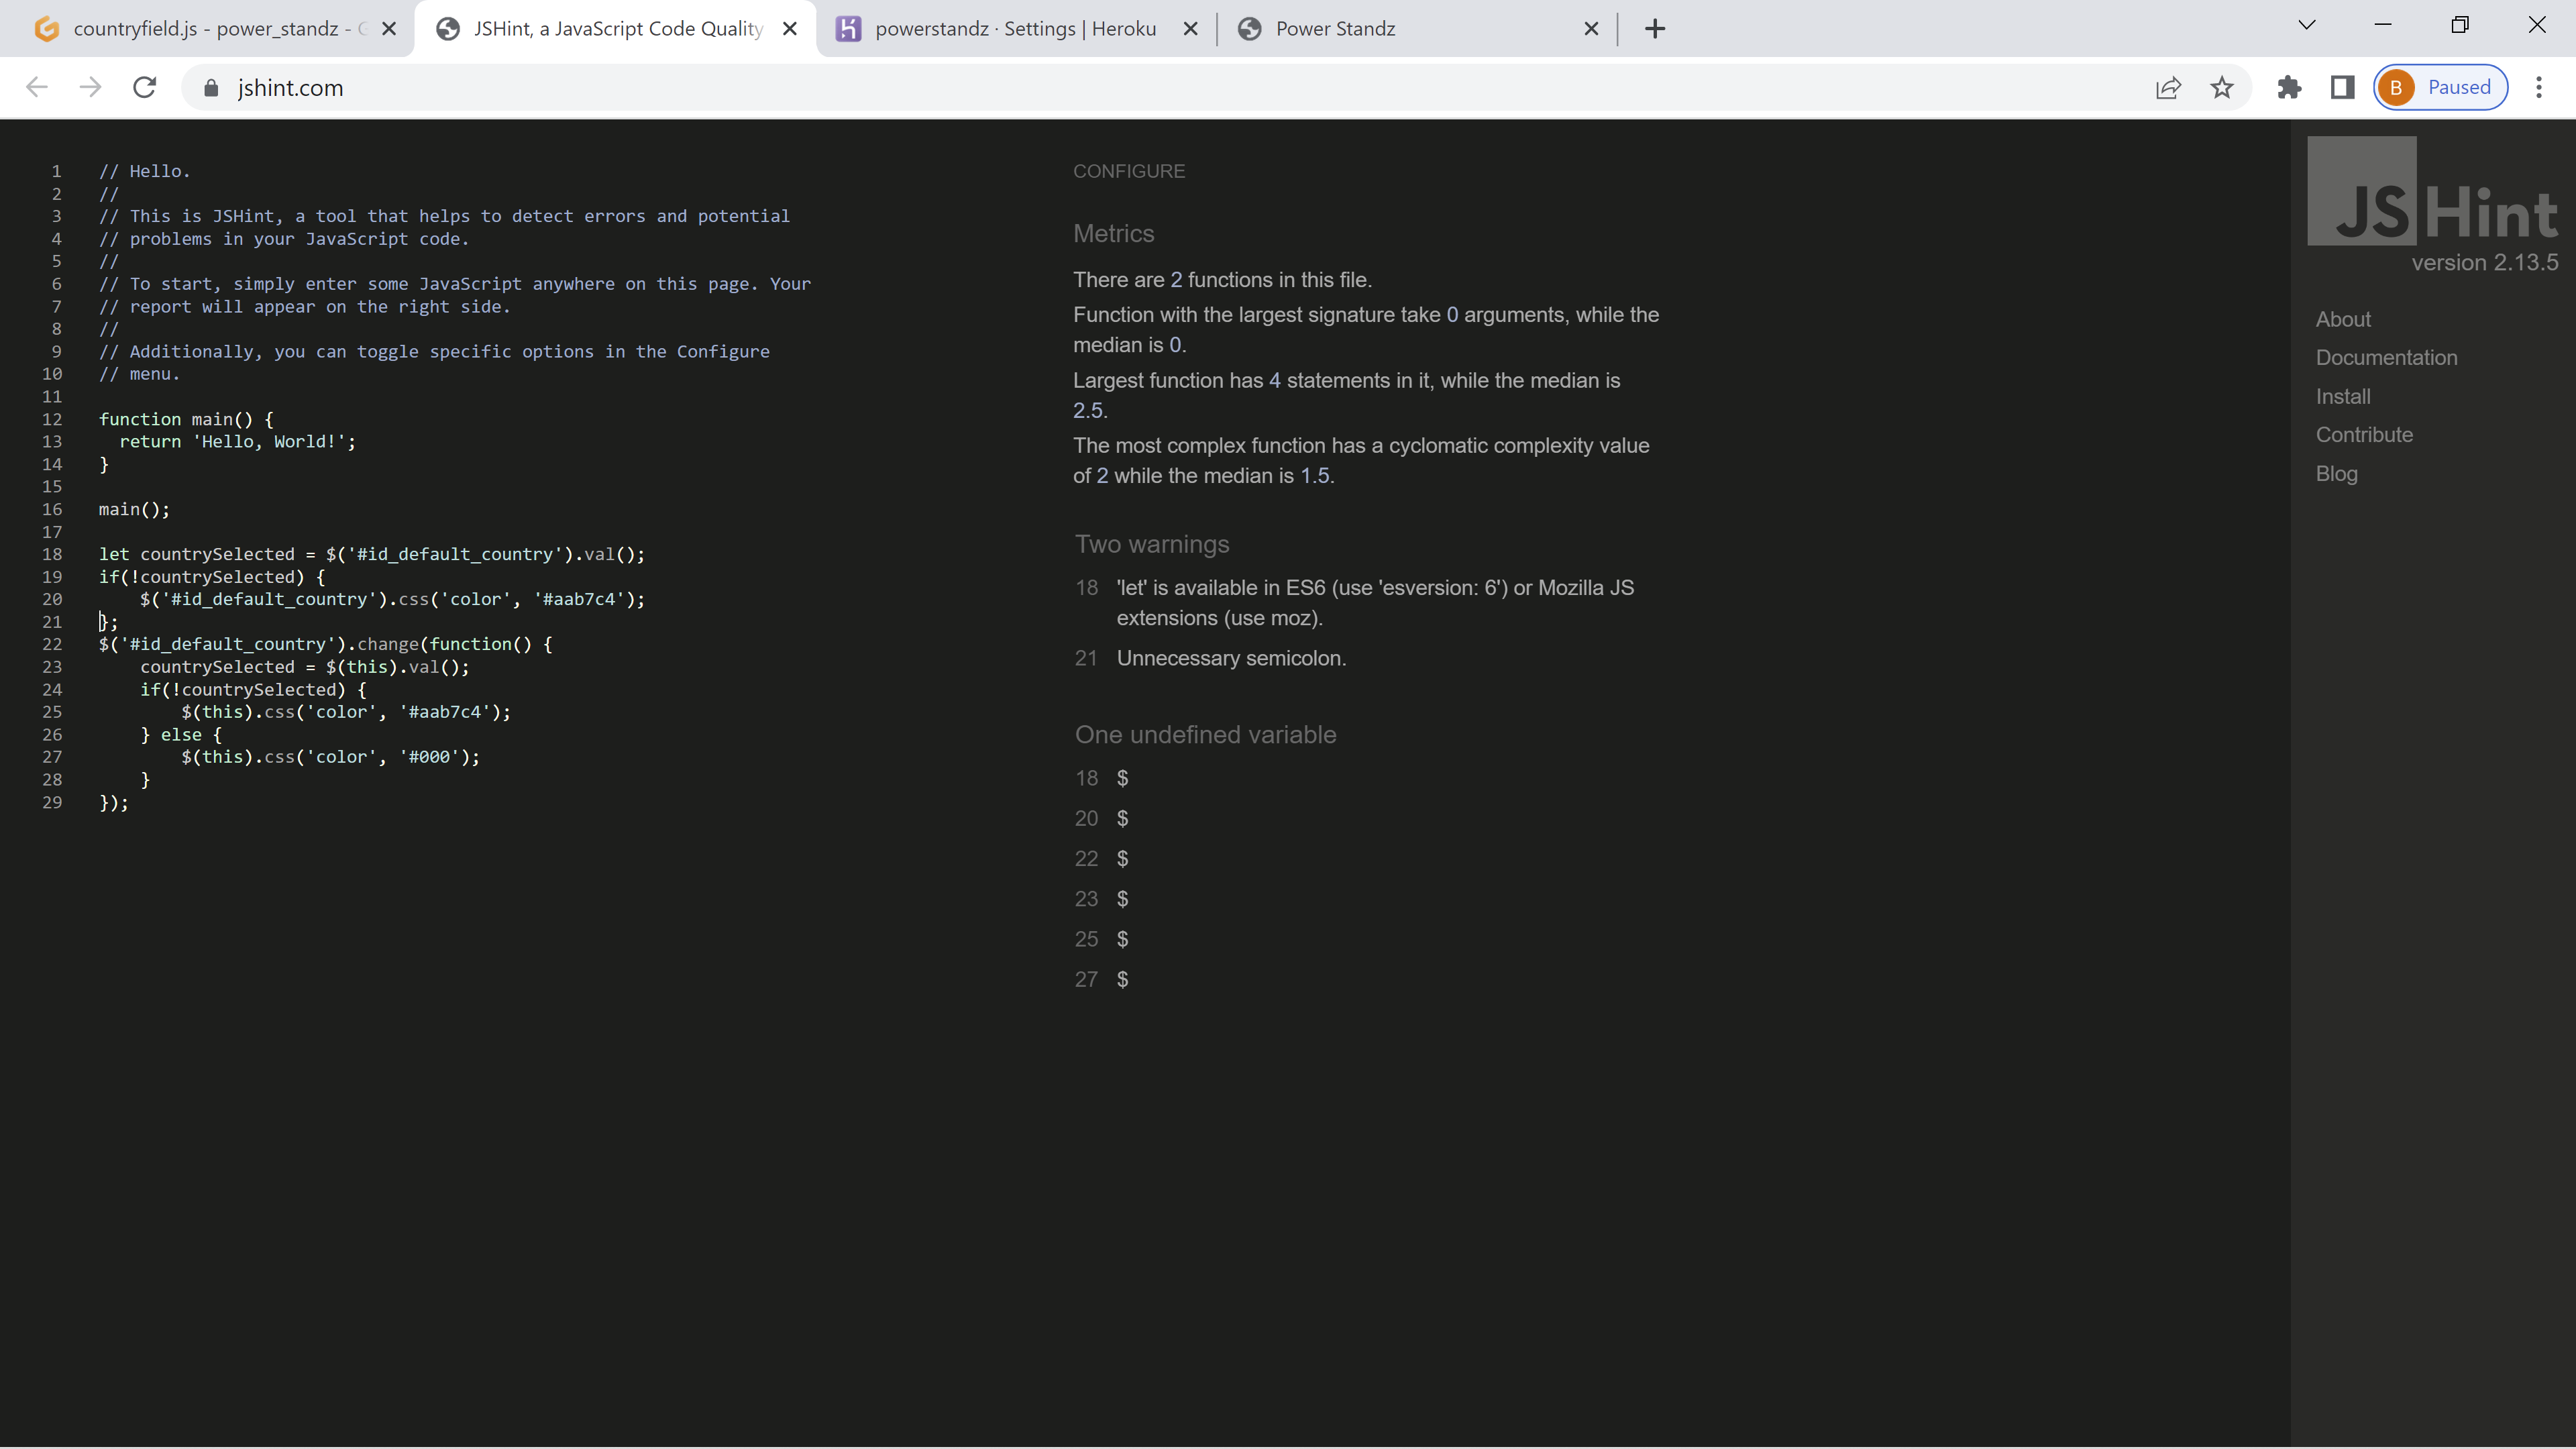 countryfield.js - power_standz - G
JSHint, a JavaScript Code Quality
powerstandz · Settings | Heroku
Power Standz
jshint.com
B Paused
1 // Hello.
2 //
3 // This is JSHint, a tool that helps to detect errors and potential
4 // problems in your JavaScript code.
5 //
6 // To start, simply enter some JavaScript anywhere on this page. Your
7 // report will appear on the right side.
8 //
9 // Additionally, you can toggle specific options in the Configure
10 // menu.
11
12 function main() {
13   return 'Hello, World!';
14 }
15
16 main();
17
18 let countrySelected = $('#id_default_country').val();
19 if(!countrySelected) {
20     $('#id_default_country').css('color', '#aab7c4');
21 };
22 $('#id_default_country').change(function() {
23     countrySelected = $(this).val();
24     if(!countrySelected) {
25         $(this).css('color', '#aab7c4');
26     } else {
27         $(this).css('color', '#000');
28     }
29 });
CONFIGURE
Metrics
There are 2 functions in this file.
Function with the largest signature take 0 arguments, while the
median is 0.
Largest function has 4 statements in it, while the median is
2.5.
The most complex function has a cyclomatic complexity value
of 2 while the median is 1.5.
Two warnings
18 'let' is available in ES6 (use 'esversion: 6') or Mozilla JS
extensions (use moz).
21 Unnecessary semicolon.
One undefined variable
18 $
20 $
22 $
23 $
25 $
27 $
JSHint
version 2.13.5
About
Documentation
Install
Contribute
Blog